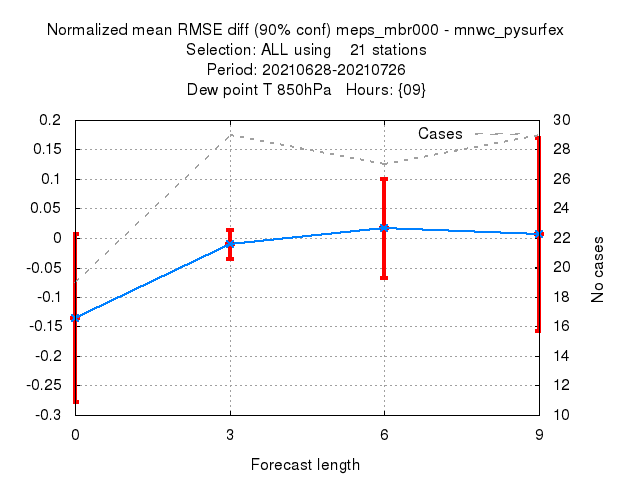 Normalized mean RMSE diff (90% conf) meps_mbr000 - mnwc_pysurfex
Selection: ALL using    21 stations
Period: 20210628-20210726
Dew point T 850hPa   Hours: {09}
Cases
0.2
0.15
0.1
0.05
0
-0.05
-0.1
-0.15
-0.2
-0.25
-0.3
30
28
26
24
22
20
18
16
14
12
10
No cases
0 3 6 9
Forecast length